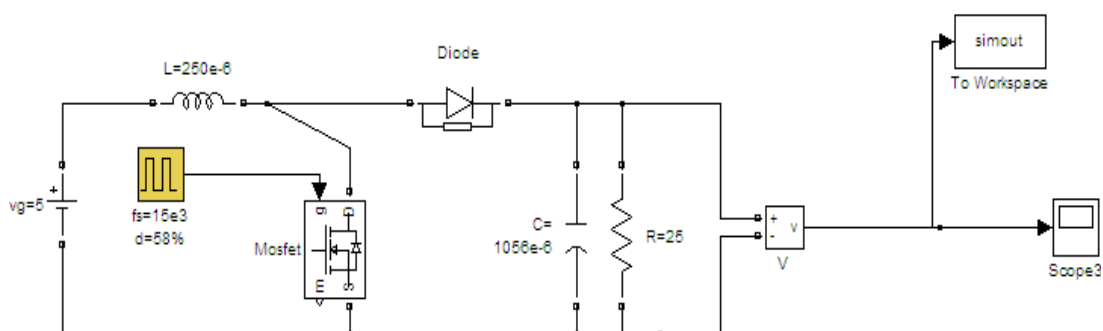 simout
To Workspace
Diode
L=250e-6
vg=5
+
fs=15e3
d=58%
Mosfet
g
D
m
S
C=
1056e-6
R=25
+
-
v
V
Scope3